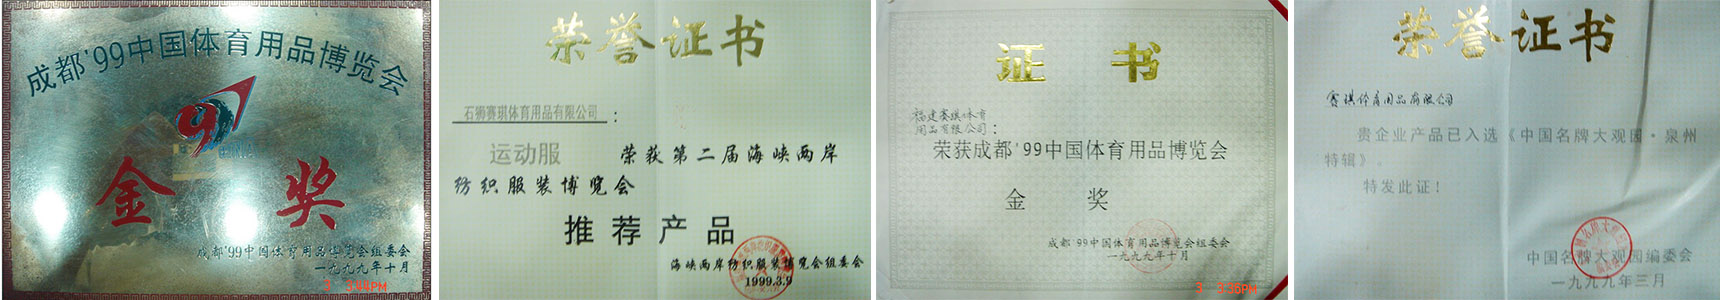 成都'99中国体育用品博览会
99
金 奖
成都'99中国体育用品博览会组委会
一九九九年十月
3 3:44PM
荣誉证书
石狮赛琪体育用品有限公司:
运动服 荣获第二届海峡两岸
纺织服装博览会
推荐产品
海峡两岸纺织服装博览会组委会
1999.3.9
证 书
福建赛琪体育
用品有限公司:
荣获成都'99中国体育用品博览会
金 奖
成都'99中国体育用品博览会组委会
一九九九年十月
3 3:35PM
荣誉证书
赛琪体育用品有限公司
贵企业产品已入选《中国名牌大观园·泉州
特辑》。
特发此证!
中国名牌大观园编委会
一九九九年三月